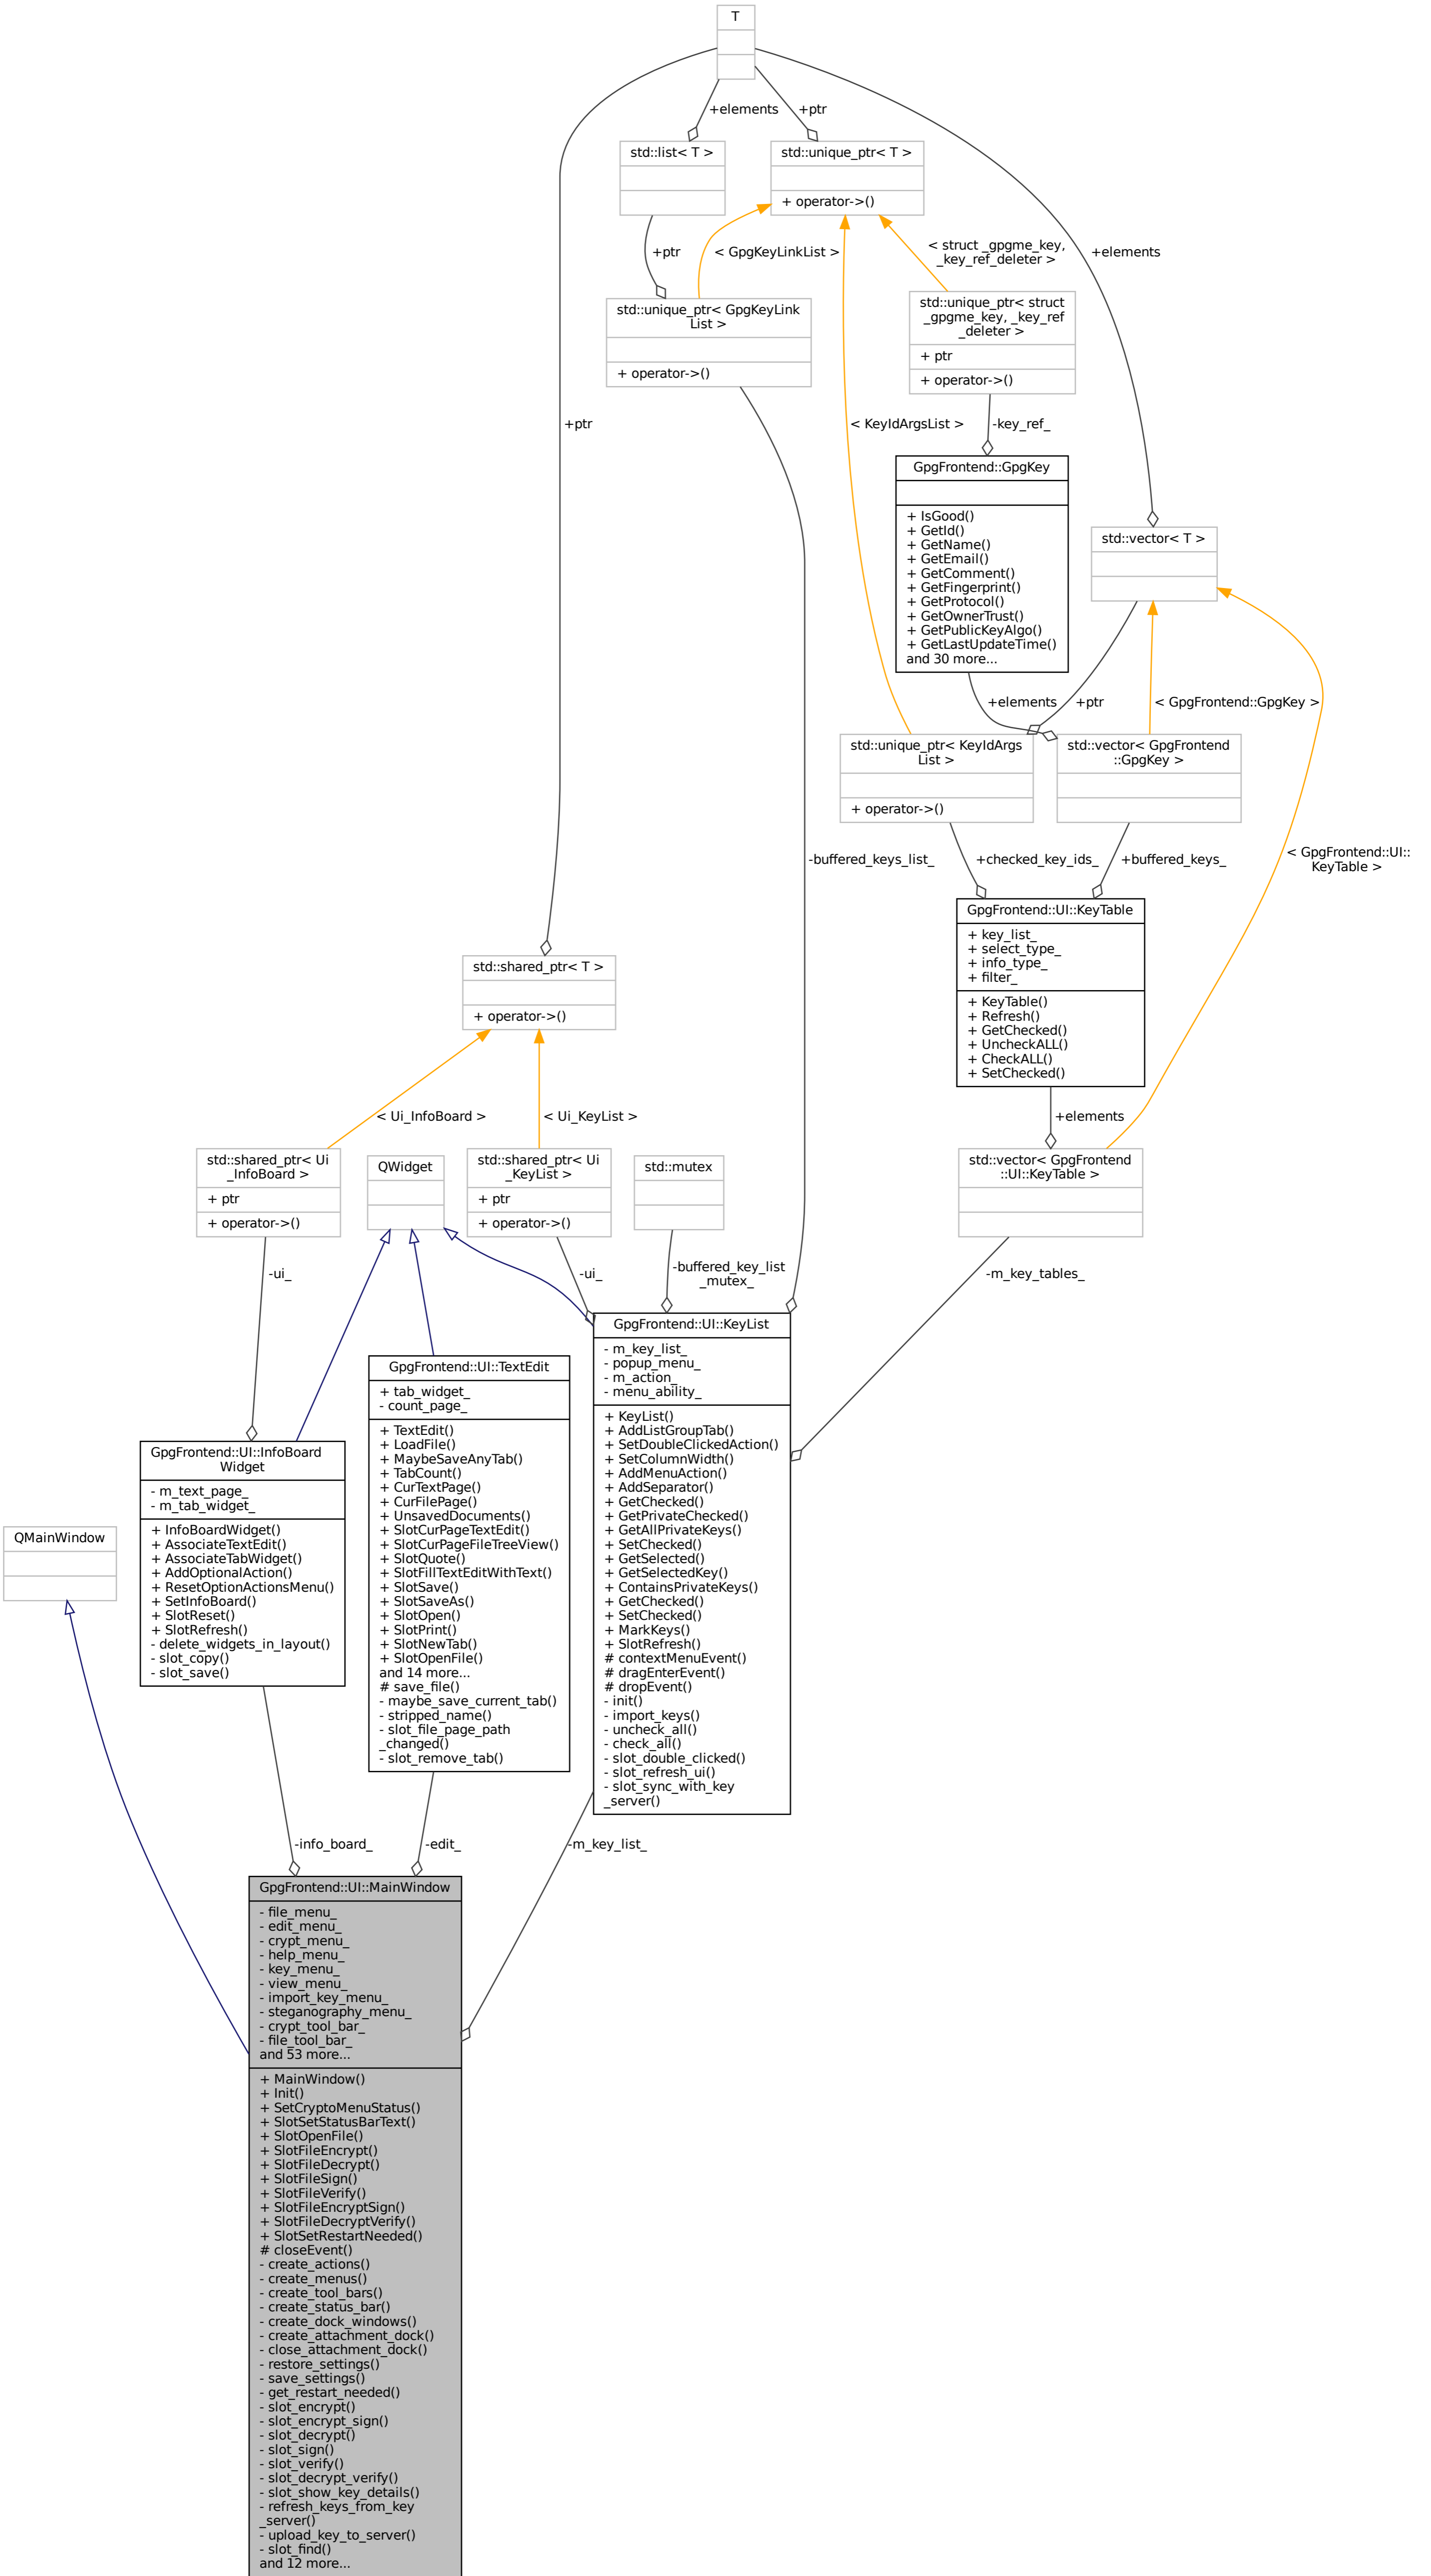 T
+elements
+ptr
std::list< T >
std::unique_ptr< T >
+ operator->()
+ptr
< GpgKeyLinkList >
< struct _gpgme_key,
_key_ref_deleter >
+elements
std::unique_ptr< GpgKeyLink
List >
+ operator->()
std::unique_ptr< struct
_gpgme_key, _key_ref
_deleter >
+ ptr
+ operator->()
+ptr
< KeyIdArgsList >
-key_ref_
GpgFrontend::GpgKey
+ IsGood()
+ GetId()
+ GetName()
+ GetEmail()
+ GetComment()
+ GetFingerprint()
+ GetProtocol()
+ GetOwnerTrust()
+ GetPublicKeyAlgo()
+ GetLastUpdateTime()
and 30 more...
std::vector< T >
+elements
+ptr
< GpgFrontend::GpgKey >
std::unique_ptr< KeyIdArgs
List >
+ operator->()
std::vector< GpgFrontend
::GpgKey >
-buffered_keys_list_
+checked_key_ids_
+buffered_keys_
< GpgFrontend::UI::
KeyTable >
GpgFrontend::UI::KeyTable
+ key_list_
+ select_type_
+ info_type_
+ filter_
+ KeyTable()
+ Refresh()
+ GetChecked()
+ UncheckALL()
+ CheckALL()
+ SetChecked()
std::shared_ptr< T >
+ operator->()
< Ui_InfoBoard >
< Ui_KeyList >
+elements
std::shared_ptr< Ui
_InfoBoard >
+ ptr
+ operator->()
QWidget
std::shared_ptr< Ui
_KeyList >
+ ptr
+ operator->()
std::mutex
std::vector< GpgFrontend
::UI::KeyTable >
-ui_
-ui_
-buffered_key_list
_mutex_
-m_key_tables_
GpgFrontend::UI::KeyList
- m_key_list_
- popup_menu_
- m_action_
- menu_ability_
+ KeyList()
+ AddListGroupTab()
+ SetDoubleClickedAction()
+ SetColumnWidth()
+ AddMenuAction()
+ AddSeparator()
+ GetChecked()
+ GetPrivateChecked()
+ GetAllPrivateKeys()
+ SetChecked()
+ GetSelected()
+ GetSelectedKey()
+ ContainsPrivateKeys()
+ GetChecked()
+ SetChecked()
+ MarkKeys()
+ SlotRefresh()
# contextMenuEvent()
# dragEnterEvent()
# dropEvent()
- init()
- import_keys()
- uncheck_all()
- check_all()
- slot_double_clicked()
- slot_refresh_ui()
- slot_sync_with_key
_server()
GpgFrontend::UI::TextEdit
+ tab_widget_
- count_page_
+ TextEdit()
+ LoadFile()
+ MaybeSaveAnyTab()
+ TabCount()
+ CurTextPage()
+ CurFilePage()
+ UnsavedDocuments()
+ SlotCurPageTextEdit()
+ SlotCurPageFileTreeView()
+ SlotQuote()
+ SlotFillTextEditWithText()
+ SlotSave()
+ SlotSaveAs()
+ SlotOpen()
+ SlotPrint()
+ SlotNewTab()
+ SlotOpenFile()
and 14 more...
# save_file()
- maybe_save_current_tab()
- stripped_name()
- slot_file_page_path
_changed()
- slot_remove_tab()
GpgFrontend::UI::InfoBoard
Widget
- m_text_page_
- m_tab_widget_
+ InfoBoardWidget()
+ AssociateTextEdit()
+ AssociateTabWidget()
+ AddOptionalAction()
+ ResetOptionActionsMenu()
+ SetInfoBoard()
+ SlotReset()
+ SlotRefresh()
- delete_widgets_in_layout()
- slot_copy()
- slot_save()
QMainWindow
-info_board_
-edit_
-m_key_list_
GpgFrontend::UI::MainWindow
- file_menu_
- edit_menu_
- crypt_menu_
- help_menu_
- key_menu_
- view_menu_
- import_key_menu_
- steganography_menu_
- crypt_tool_bar_
- file_tool_bar_
and 53 more...
+ MainWindow()
+ Init()
+ SetCryptoMenuStatus()
+ SlotSetStatusBarText()
+ SlotOpenFile()
+ SlotFileEncrypt()
+ SlotFileDecrypt()
+ SlotFileSign()
+ SlotFileVerify()
+ SlotFileEncryptSign()
+ SlotFileDecryptVerify()
+ SlotSetRestartNeeded()
# closeEvent()
- create_actions()
- create_menus()
- create_tool_bars()
- create_status_bar()
- create_dock_windows()
- create_attachment_dock()
- close_attachment_dock()
- restore_settings()
- save_settings()
- get_restart_needed()
- slot_encrypt()
- slot_encrypt_sign()
- slot_decrypt()
- slot_sign()
- slot_verify()
- slot_decrypt_verify()
- slot_show_key_details()
- refresh_keys_from_key
_server()
- upload_key_to_server()
- slot_find()
and 12 more...